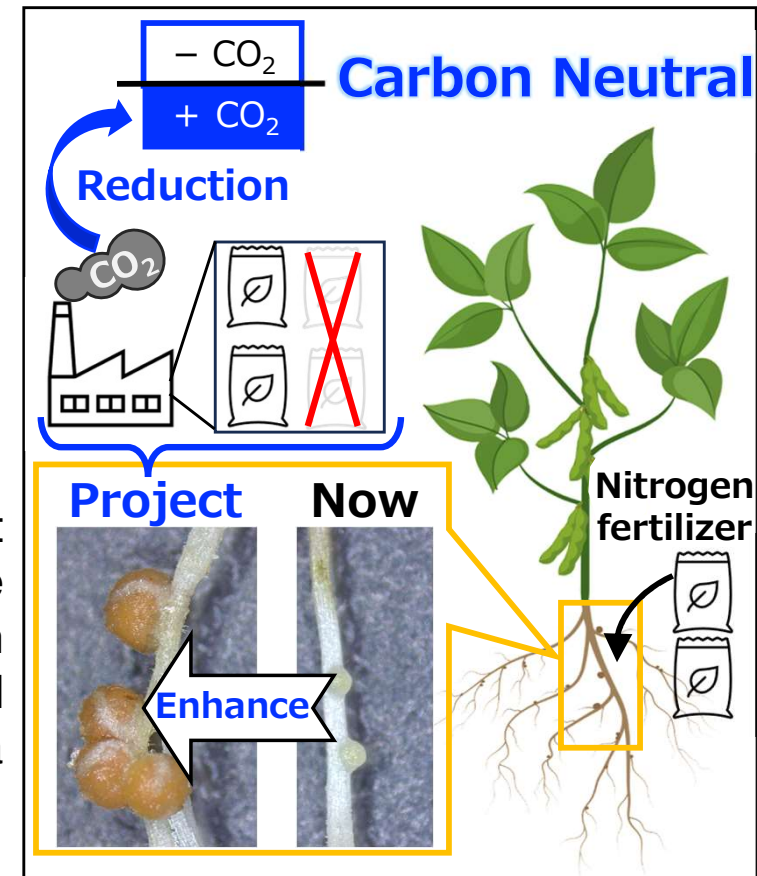 − CO₂
+ CO₂
Carbon Neutral
Reduction
CO₂
Project
Now
Enhance
Nitrogen
fertilizer